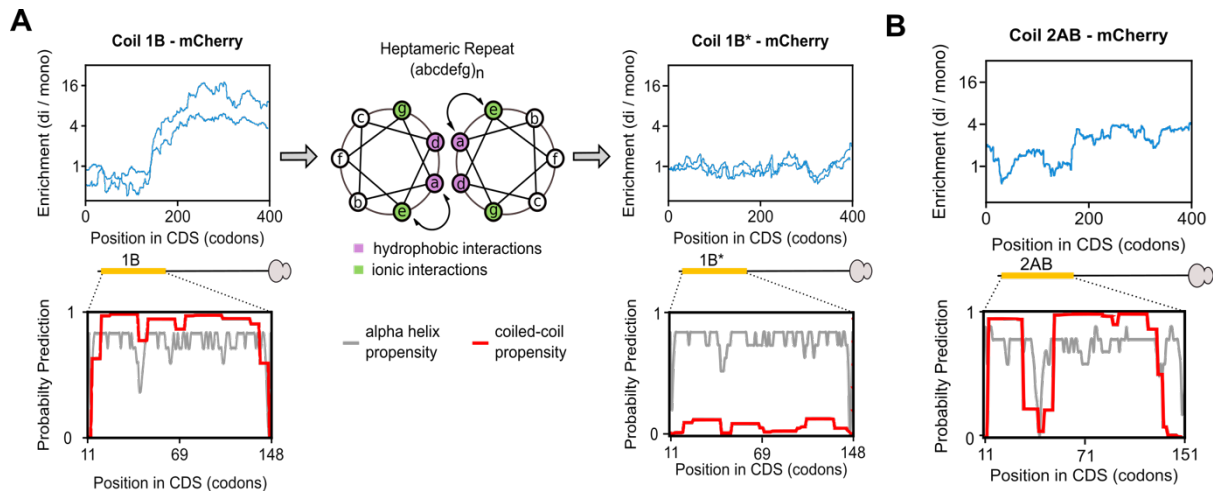 A
Coil 1B - mCherry
Enrichment (di / mono)
16
4
1
0
200
400
Position in CDS (codons)
1B
Probabilty Prediction
1
0
11
69
148
Position in CDS (codons)
Heptameric Repeat
(abcdefg)n
c
g
d
f
a
b
e
e
b
a
f
d
c
g
hydrophobic interactions
ionic interactions
alpha helix
propensity
coiled-coil
propensity
Coil 1B* - mCherry
Enrichment (di / mono)
16
4
1
0
200
400
Position in CDS (codons)
1B*
Probabilty Prediction
1
0
11
69
148
Position in CDS (codons)
B
Coil 2AB - mCherry
Enrichment (di / mono)
16
4
1
0
200
400
Position in CDS (codons)
2AB
Probabilty Prediction
1
0
11
71
151
Position in CDS (codons)